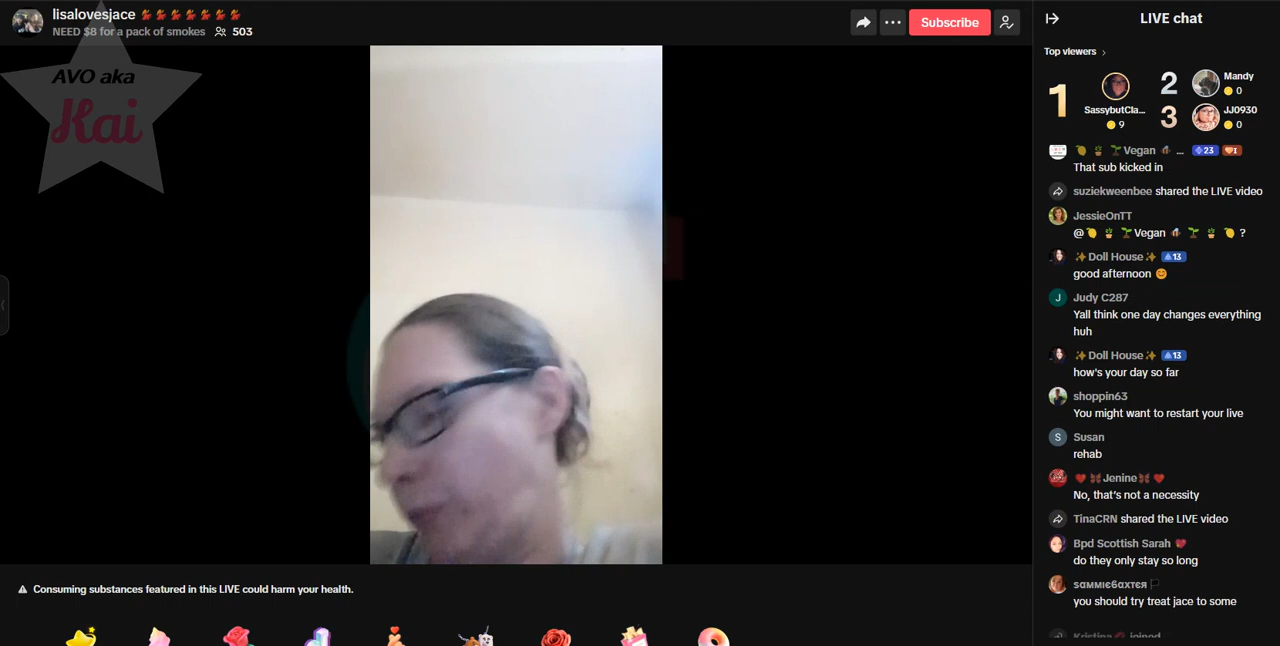 lisalovesjace
NEED $8 for a pack of smokes 503
Subscribe
LIVE chat
AVO aka
Kai
Top viewers
1
SassybutCla...
9
2
Mandy
0
3
JJ0930
0
Vegan ... 23 I
That sub kicked in
suziekweenbee shared the LIVE video
JessieOnTT
@ Vegan ?
Doll House 13
good afternoon
J
Judy C287
Yall think one day changes everything
huh
Doll House 13
how's your day so far
shoppin63
You might want to restart your live
S
Susan
rehab
Jenine
No, that's not a necessity
TinaCRN shared the LIVE video
Bpd Scottish Sarah
do they only stay so long
sαммιєбαxтєя
you should try treat jace to some
Kristina joined
Consuming substances featured in this LIVE could harm your health.